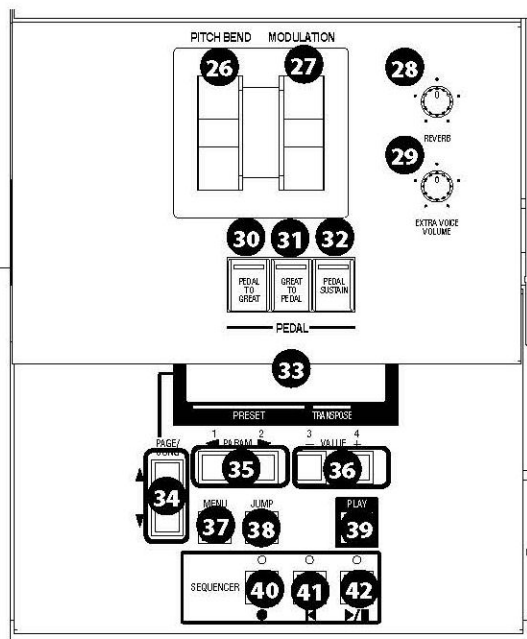 PITCH BEND MODULATION
26 27 28
0
REVERB
29
0
EXTRA VOICE
VOLUME
30 31 32
PEDAL
TO
GREAT
GREAT
TO
PEDAL
PEDAL
SUSTAIN
PEDAL
33
PRESET TRANSPOSE
PAGE/
SONG
1 PARAM 2
3 VALUE 4
- +
34 35 36
MENU JUMP PLAY
37 38 39
SEQUENCER 40 41 42